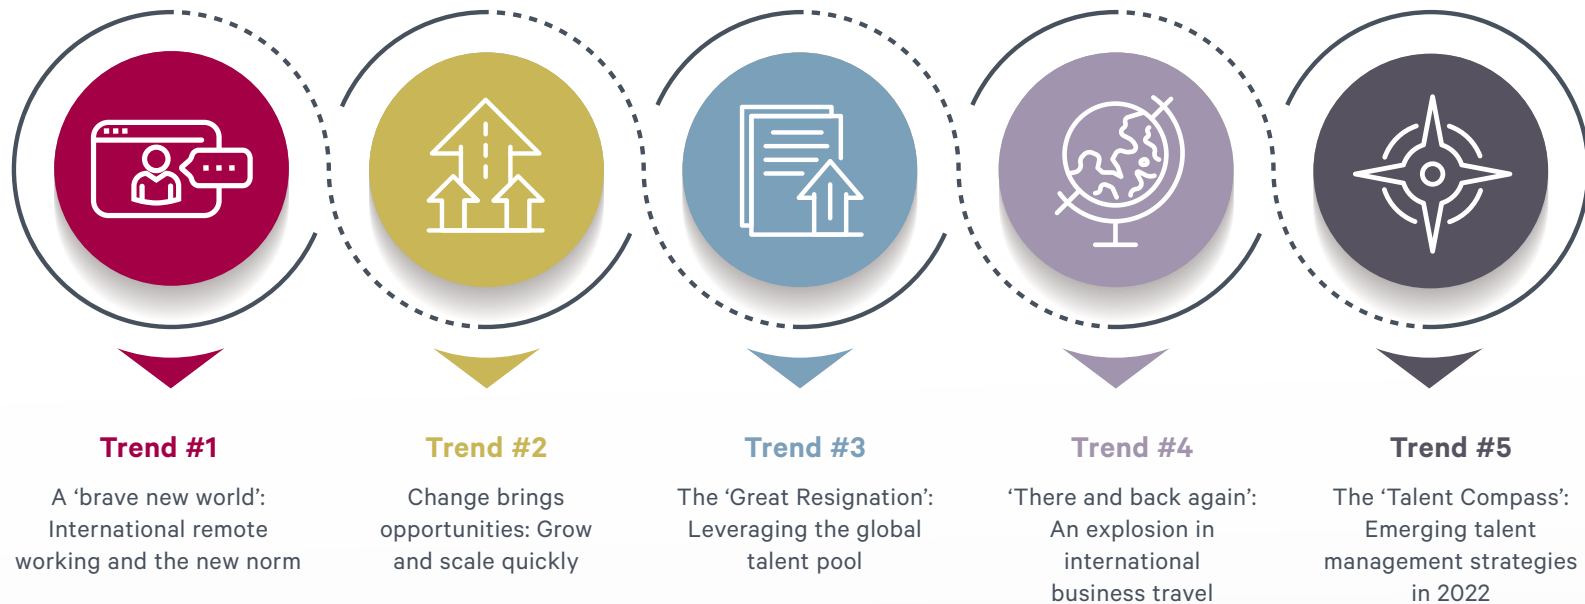 Trend #1
A ‘brave new world’:
International remote
working and the new norm
Trend #2
Change brings
opportunities: Grow
and scale quickly
Trend #3
The ‘Great Resignation’:
Leveraging the global
talent pool
Trend #4
‘There and back again’:
An explosion in
international
business travel
Trend #5
The ‘Talent Compass’:
Emerging talent
management strategies
in 2022